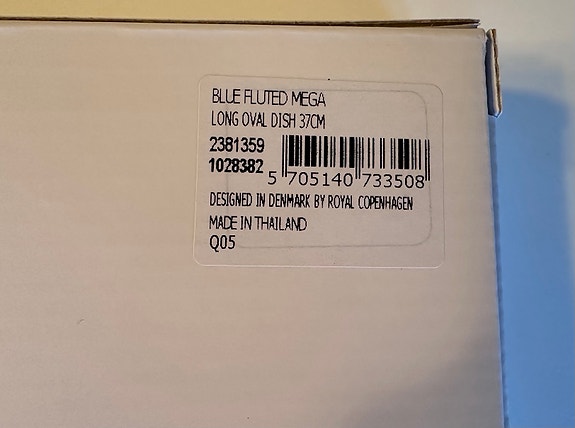 BLUE FLUTED MEGA
LONG OVAL DISH 37CM
2381359
1028382
5 705140 733508
DESIGNED IN DENMARK BY ROYAL COPENHAGEN
MADE IN THAILAND
Q05